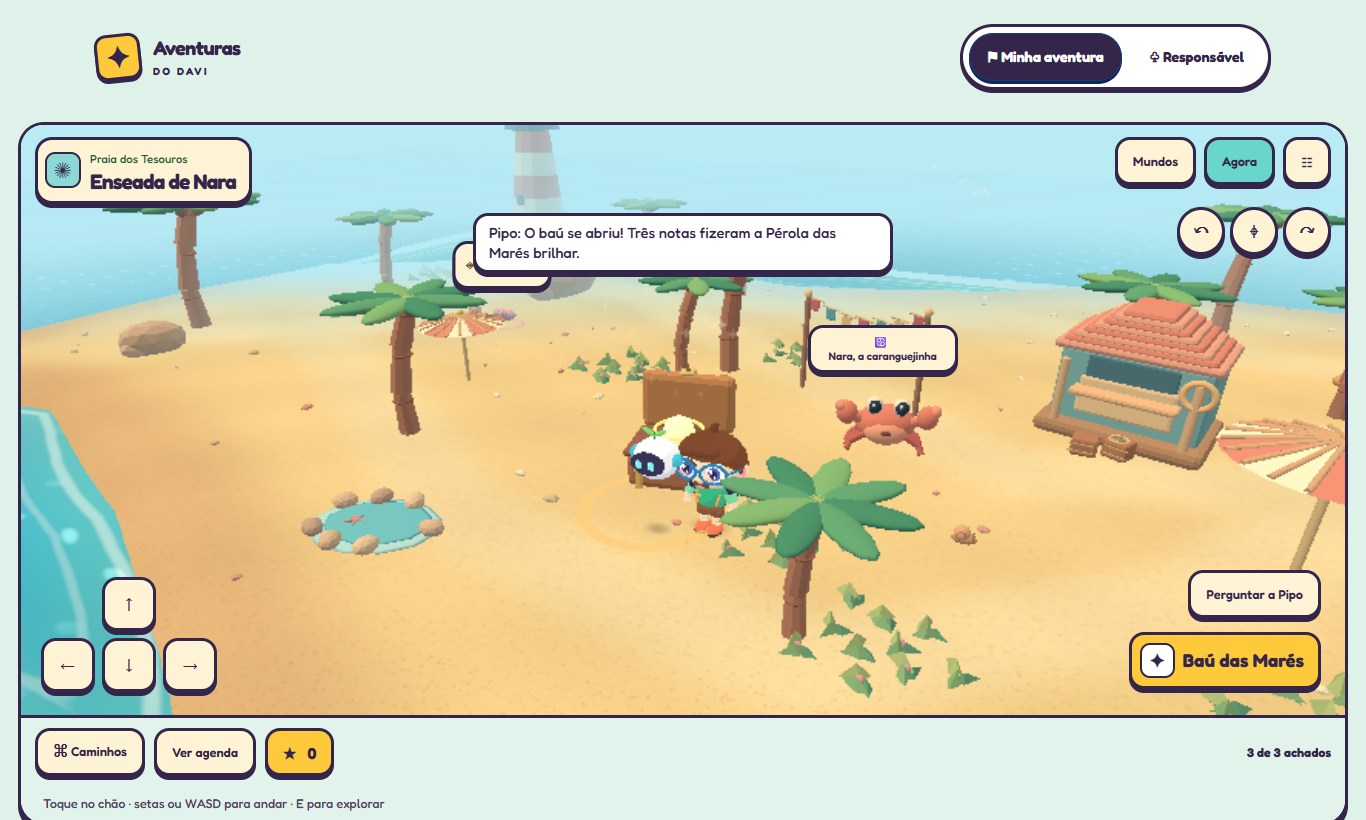 Aventuras
DO DAVI
Minha aventura
Responsável
Praia dos Tesouros
Enseada de Nara
Mundos
Agora
Pipo: O baú se abriu! Três notas fizeram a Pérola das
Marés brilhar.
Nara, a caranguejinha
Perguntar a Pipo
Baú das Marés
Caminhos
Ver agenda
★ 0
3 de 3 achados
Toque no chão · setas ou WASD para andar · E para explorar